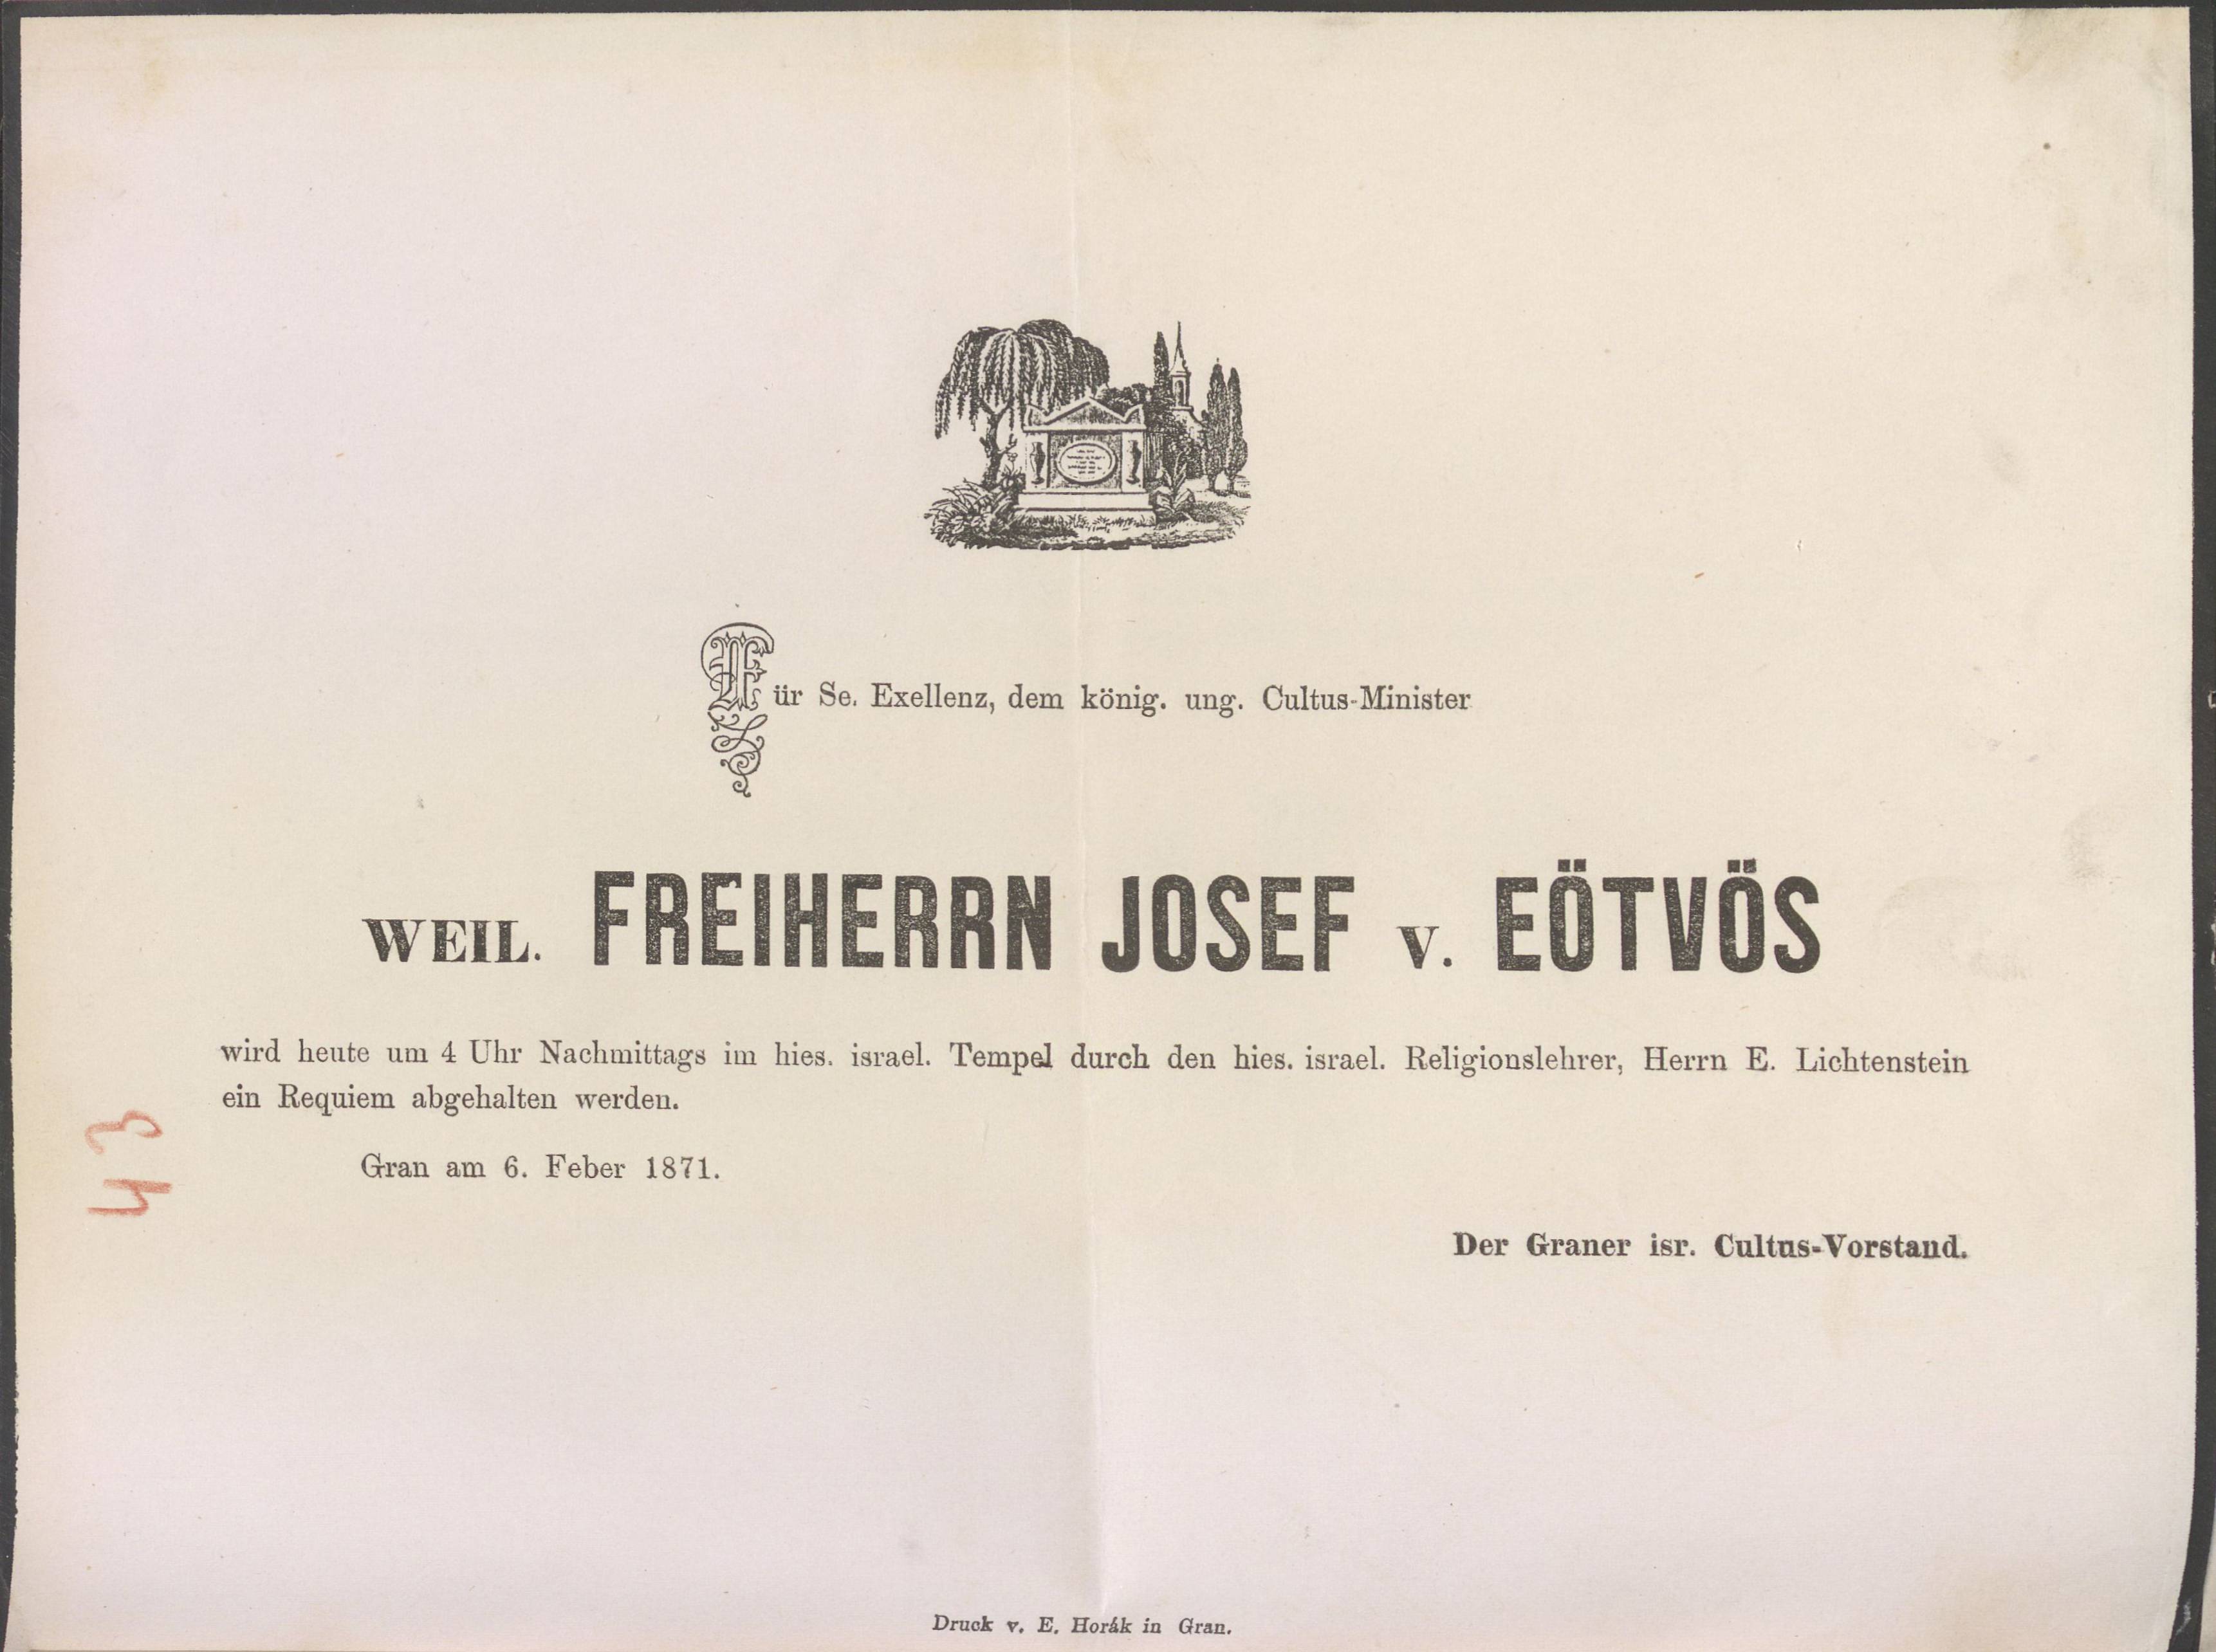 Für Se. Exellenz, dem könig. ung. Cultus-Minister
WEIL. FREIHERRN JOSEF v. EÖTVÖS
wird heute um 4 Uhr Nachmittags im hies. israel. Tempel durch den hies. israel. Religionslehrer, Herrn E. Lichtenstein
ein Requiem abgehalten werden.
43
Gran am 6. Feber 1871.
Der Graner isr. Cultus-Vorstand.
Druck v. E. Horák in Gran.